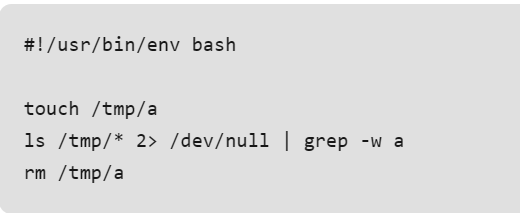 #!/usr/bin/env bash
touch /tmp/a
ls /tmp/* 2> /dev/null | grep -w a
rm /tmp/a